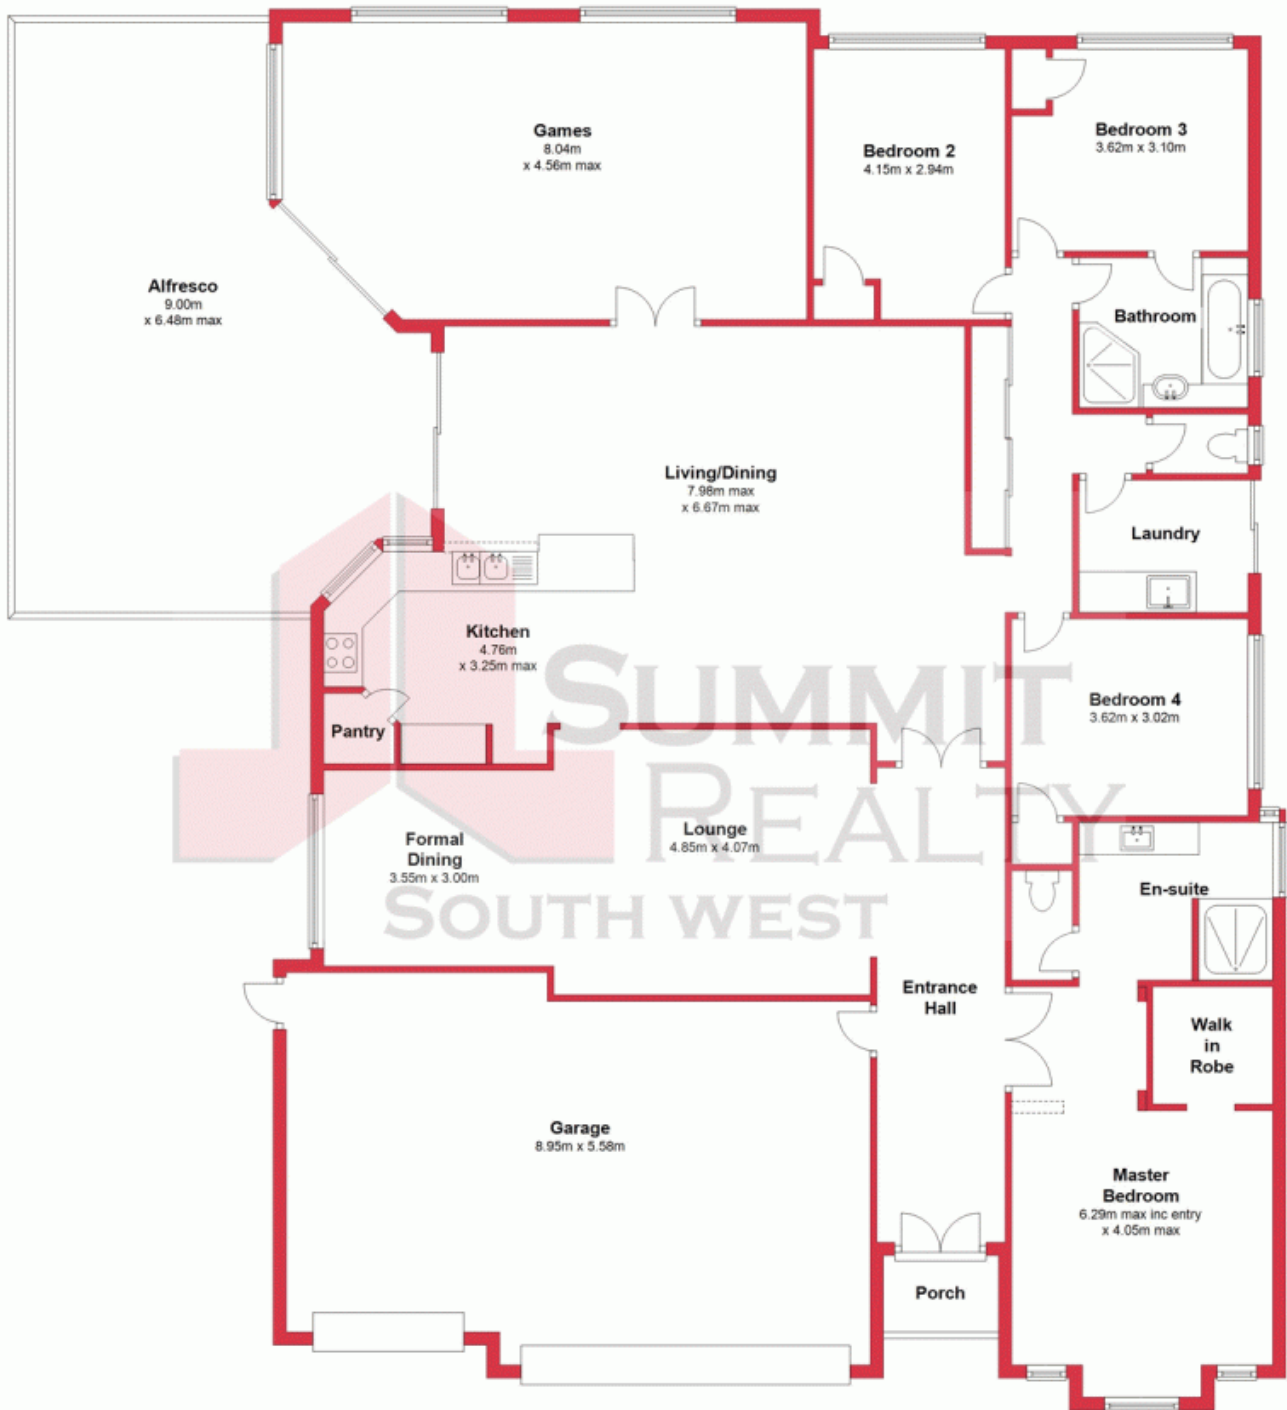 Games
8.04m
x 4.56m max
Bedroom 2
4.15m x 2.94m
Bedroom 3
3.62m x 3.10m
Alfresco
9.00m
x 6.48m max
Bathroom
Living/Dining
7.98m max
x 6.67m max
Laundry
Kitchen
4.76m
x 3.25m max
Pantry
Bedroom 4
3.62m x 3.02m
SUMMIT
REALTY
SOUTH WEST
Formal
Dining
3.55m x 3.00m
Lounge
4.85m x 4.07m
En-suite
Entrance
Hall
Walk
in
Robe
Garage
8.95m x 5.58m
Master
Bedroom
6.29m max inc entry
x 4.05m max
Porch